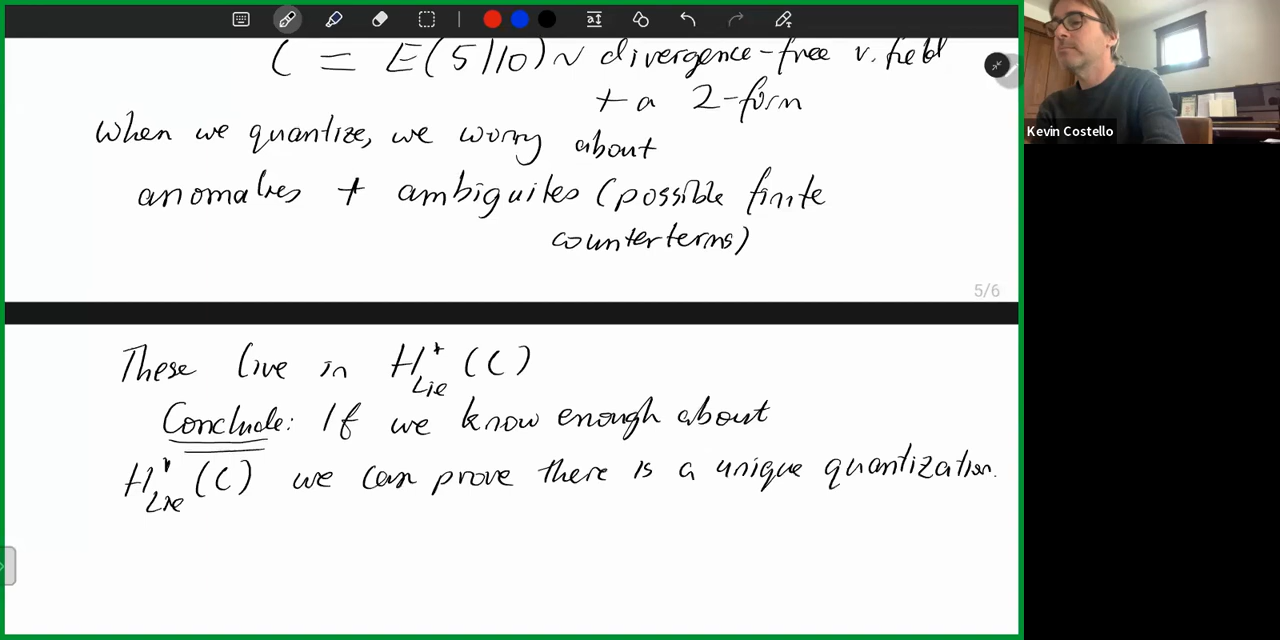 C = E(5|10) ~ divergence-free v. field
+ a 2-form
When we quantize, we worry about
anomalies + ambiguites (possible finite
counterterms)
5/6
These live in H*Lie (C)
Conclude: If we know enough about
H*Lie (C) we can prove there is a unique quantization.
Kevin Costello